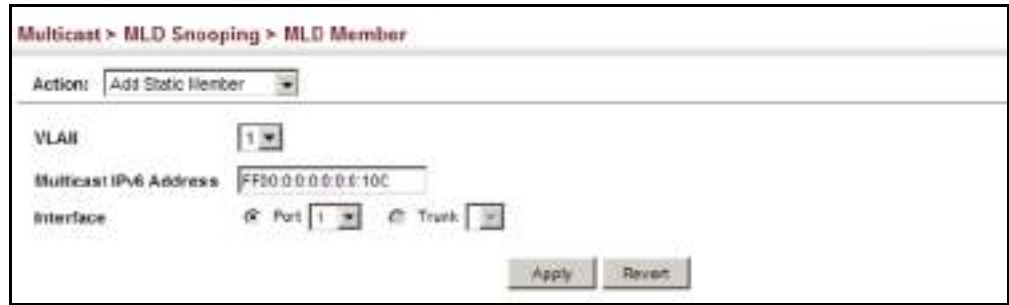 Multicast > MLD Snooping > MLD Member
Action: Add Static Member
VLAN 1
Multicast IPv6 Address FF00:0:0:0:0:0:0:10C
Interface Port 1 Trunk
Apply Revert